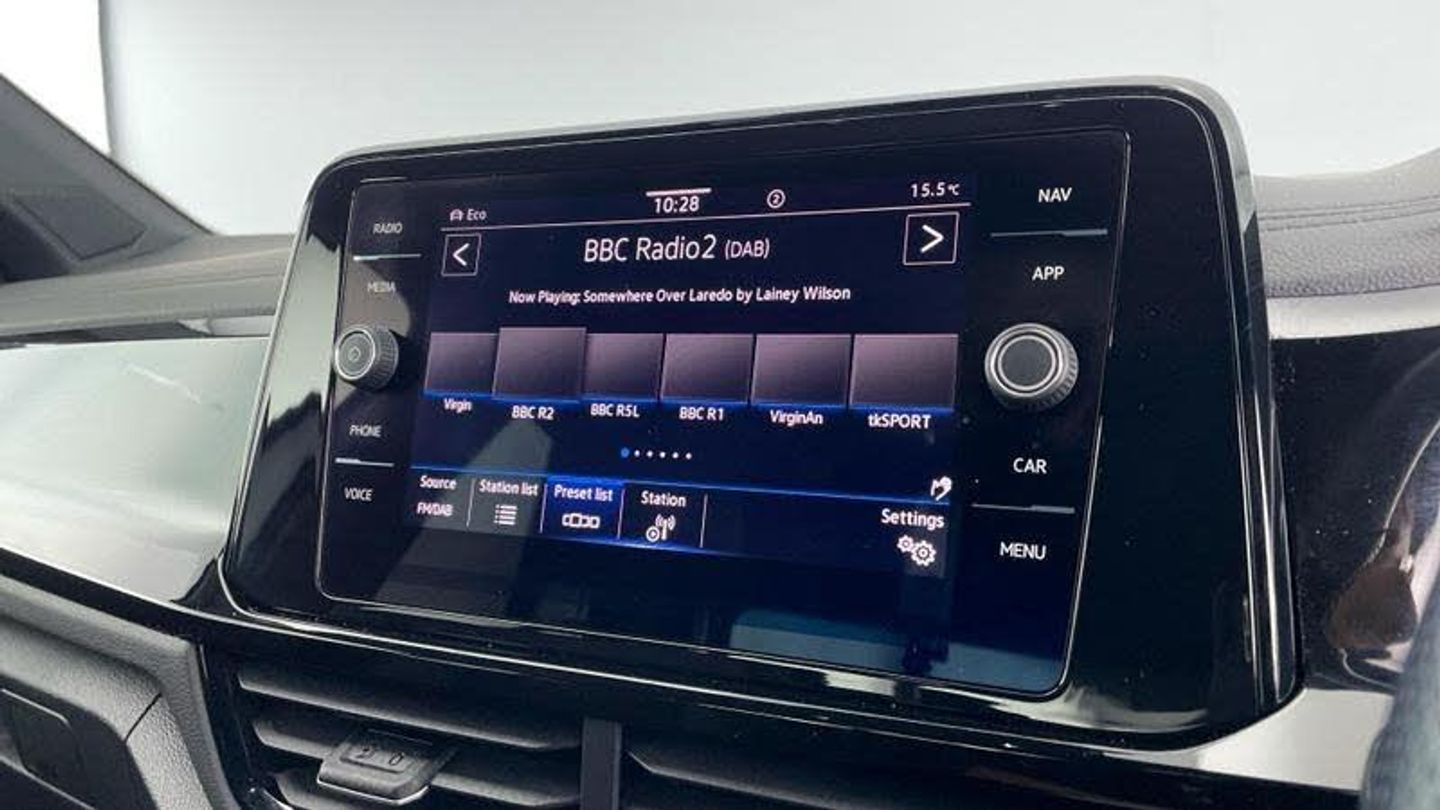 RADIO
MEDIA
PHONE
VOICE
Eco
10:28
2
15.5°C
<
BBC Radio2 (DAB)
>
Now Playing: Somewhere Over Laredo by Lainey Wilson
Virgin
BBC R2
BBC R5L
BBC R1
VirginAn
tkSPORT
Source
FM/DAB
Station list
Preset list
Station
Settings
NAV
APP
CAR
MENU
2 0